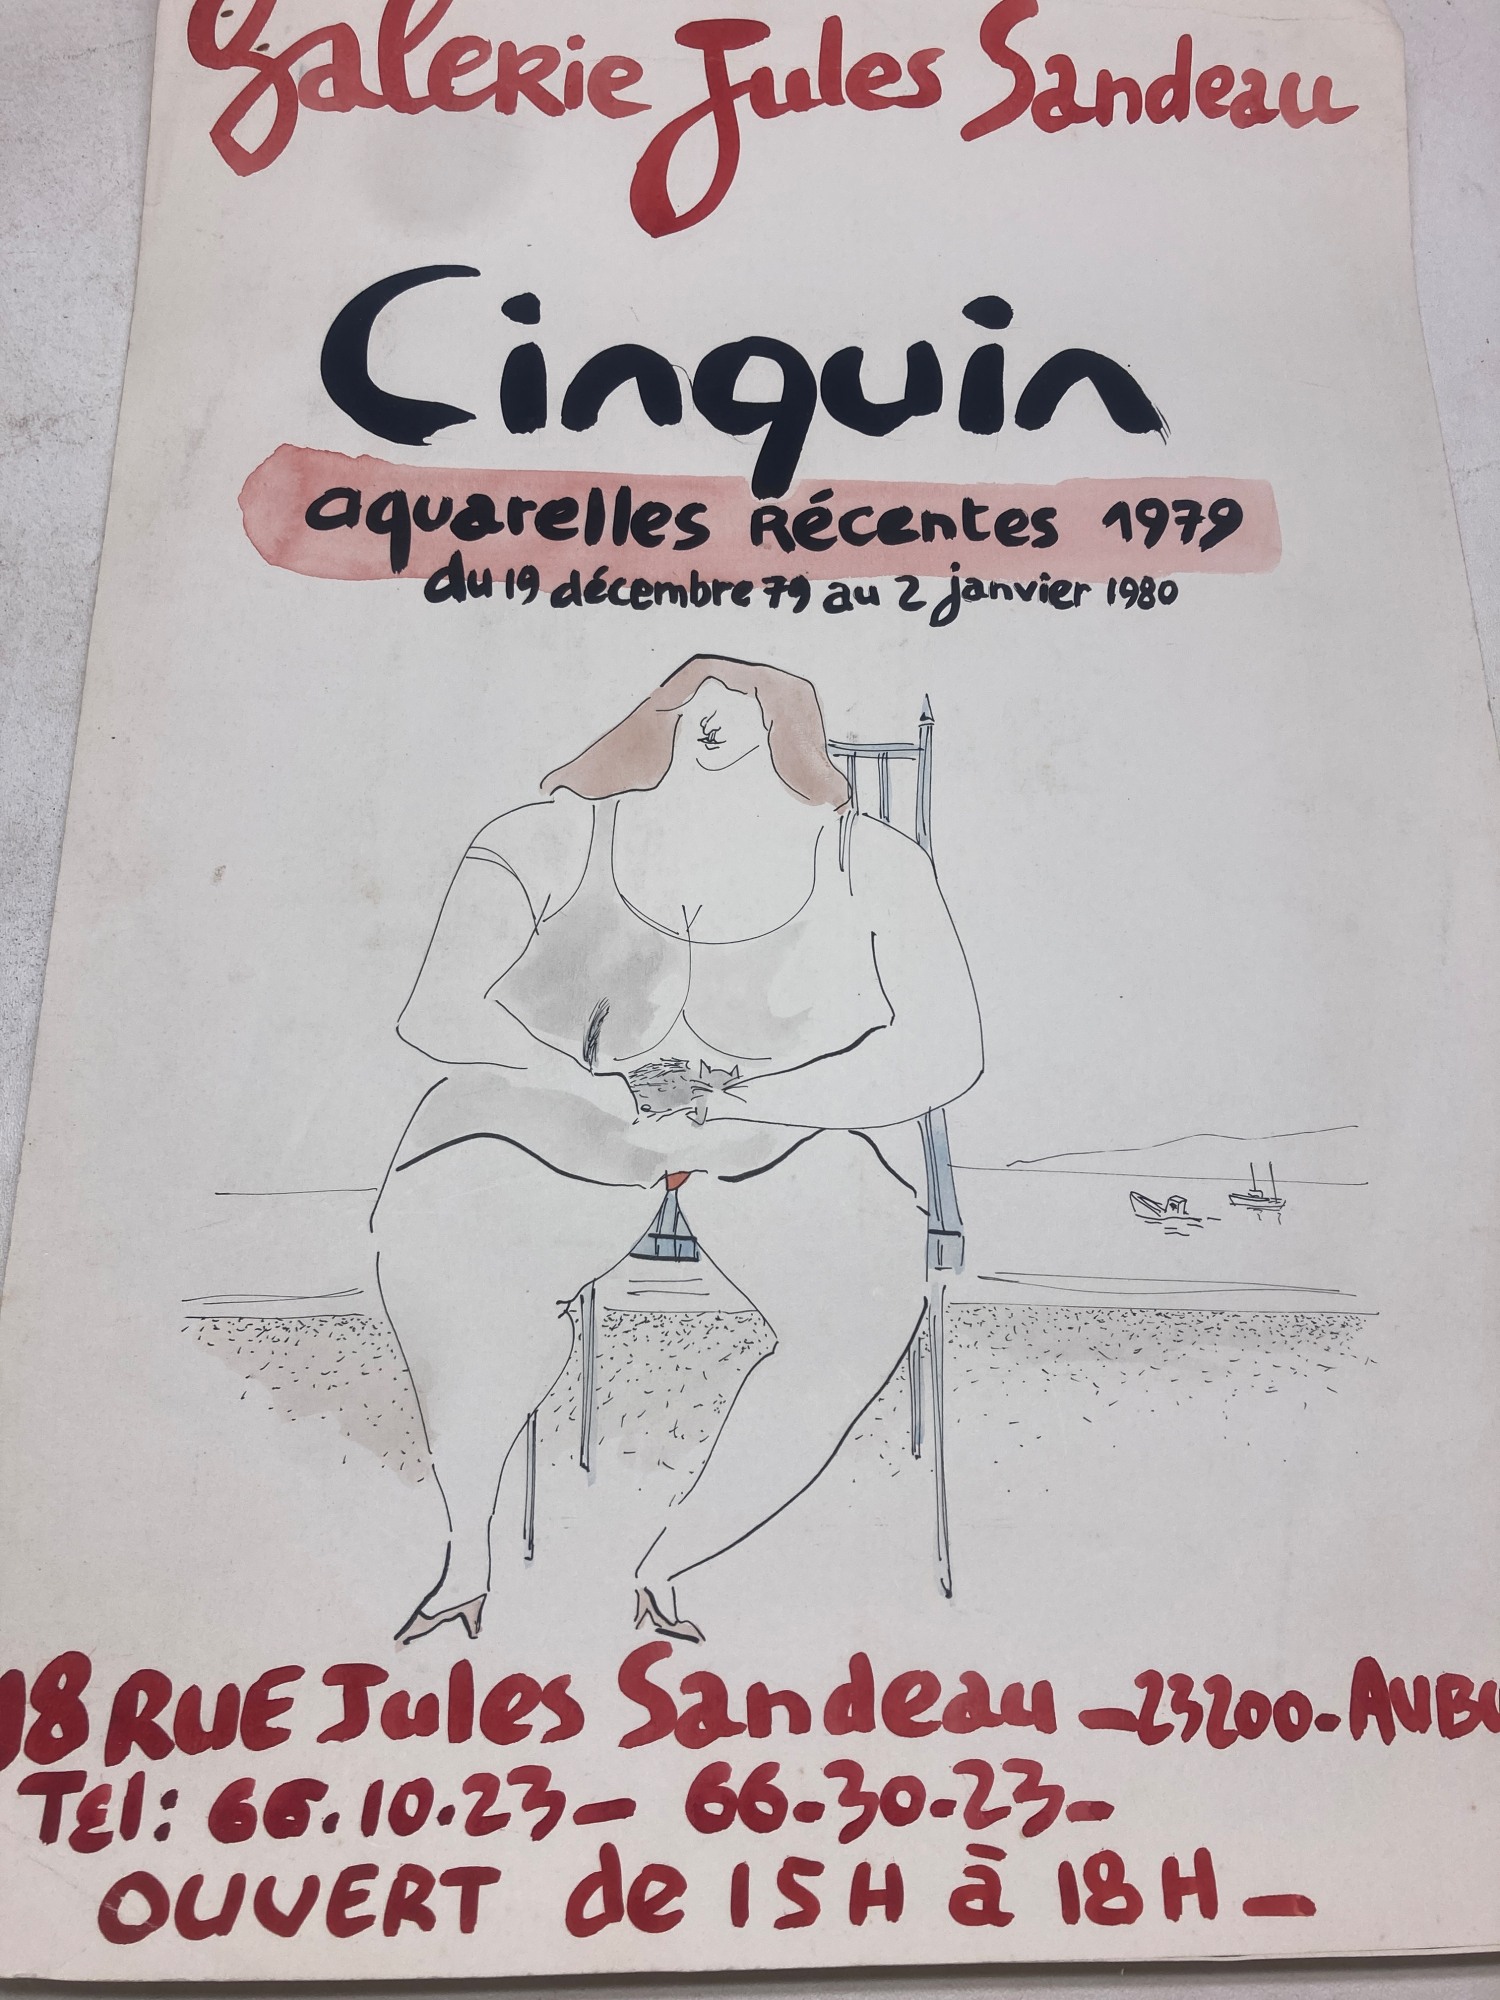 Galerie Jules Sandeau
Cinquin
aquarelles Récentes 1979
du 19 décembre 79 au 2 janvier 1980
18 RUE Jules Sandeau - 23200 - AUBU
Tel: 66.10.23 - 66-30-23 -
OUVERT de 15H à 18H -